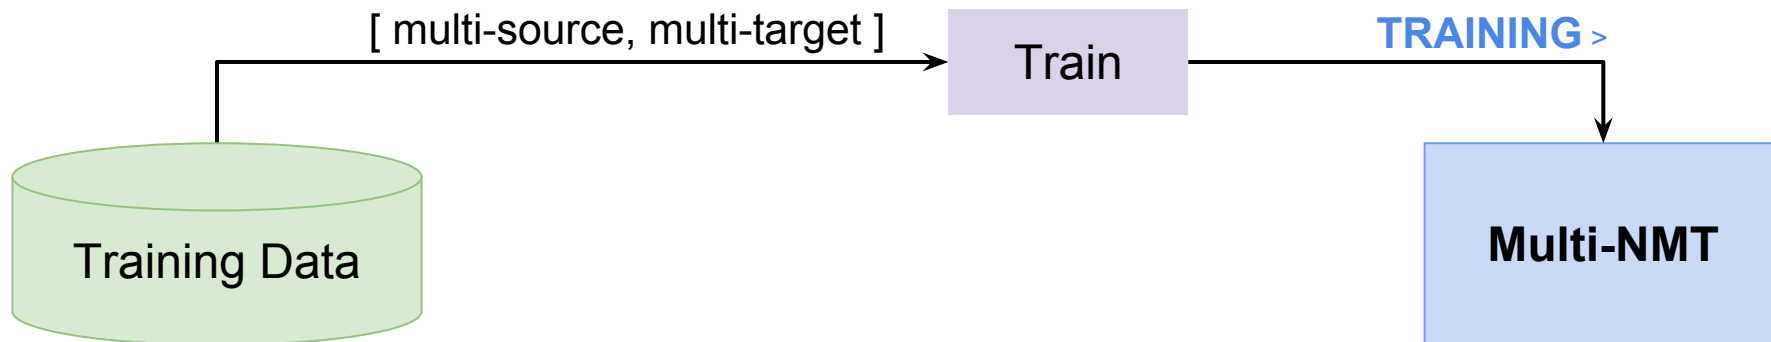 [ multi-source, multi-target ]
Train
TRAINING >
Training Data
Multi-NMT